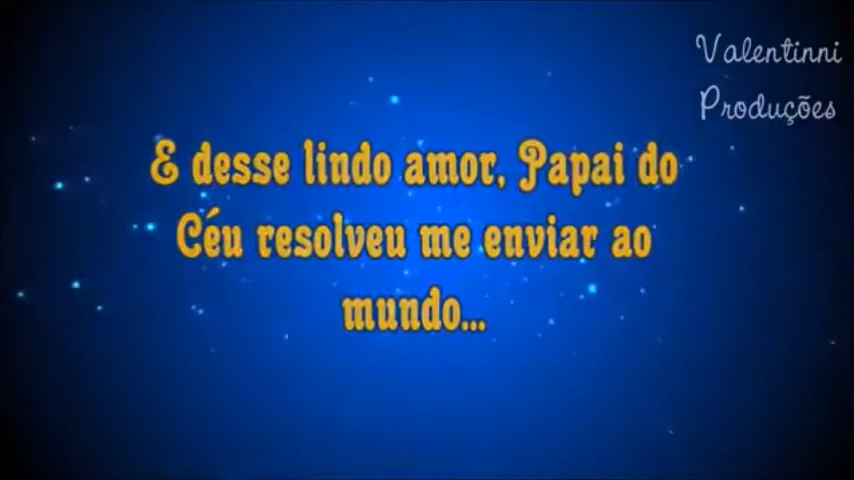 Valentinni
Produções
E desse lindo amor, Papai do
Céu resolveu me enviar ao
mundo...